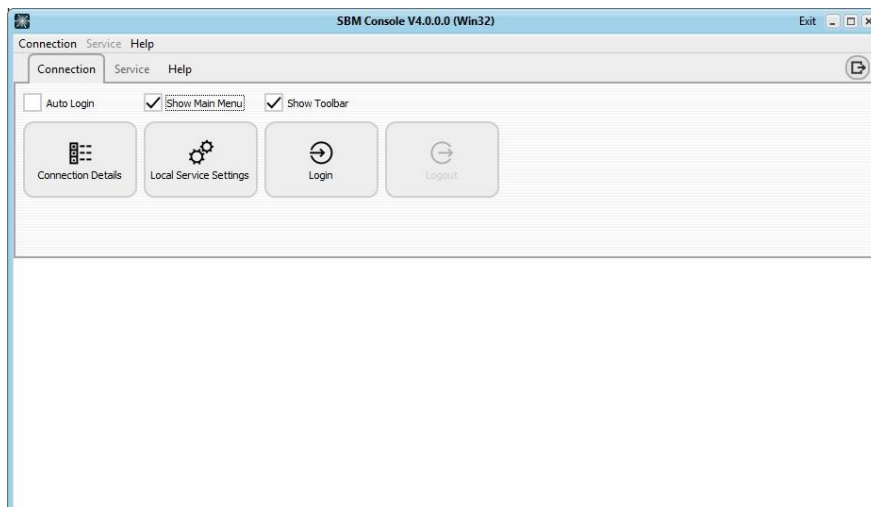 SBM Console V4.0.0.0 (Win32) Exit
Connection Service Help
Connection Service Help
Auto Login Show Main Menu Show Toolbar
Connection Details Local Service Settings Login Logout